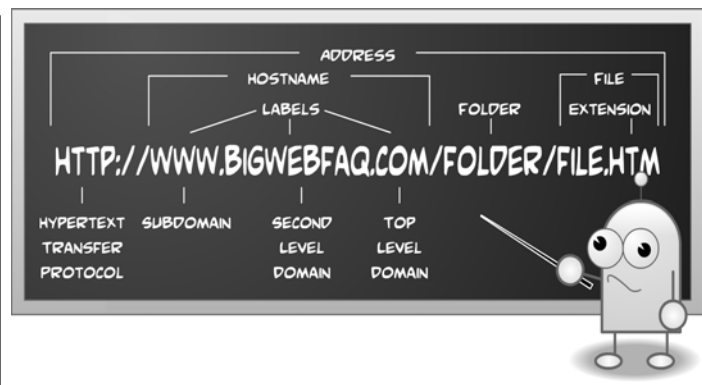 ADDRESS
HOSTNAME FILE
LABELS FOLDER EXTENSION
HTTP://WWW.BIGWEBFAQ.COM/FOLDER/FILE.HTM
HYPERTEXT SUBDOMAIN SECOND TOP
TRANSFER LEVEL LEVEL
PROTOCOL DOMAIN DOMAIN